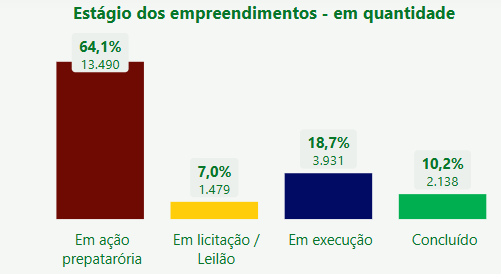 Estágio dos empreendimentos - em quantidade
64,1%
13.490
7,0%
1.479
18,7%
3.931
10,2%
2.138
Em ação
prepatarória
Em licitação /
Leilão
Em execução
Concluído